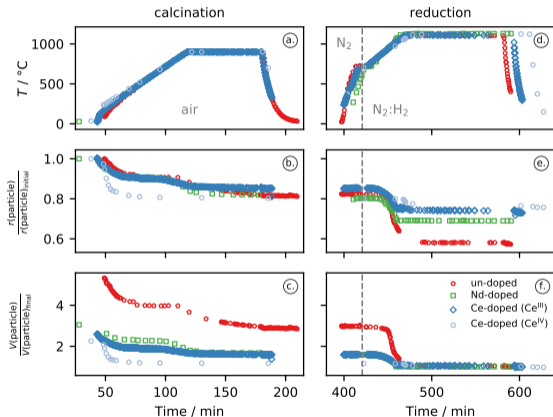 calcination
reduction
T / °C
1000
500
0
a.
air
d.
N₂
N₂:H₂
r(particle)
r(particle)initial
1.0
0.8
0.6
b.
e.
V(particle)
V(particle)final
4
2
c.
f.
un-doped
Nd-doped
Ce-doped (Ceᴵᴵᴵ)
Ce-doped (Ceᴵⱽ)
50 100 150 200
400 500 600
Time / min
Time / min